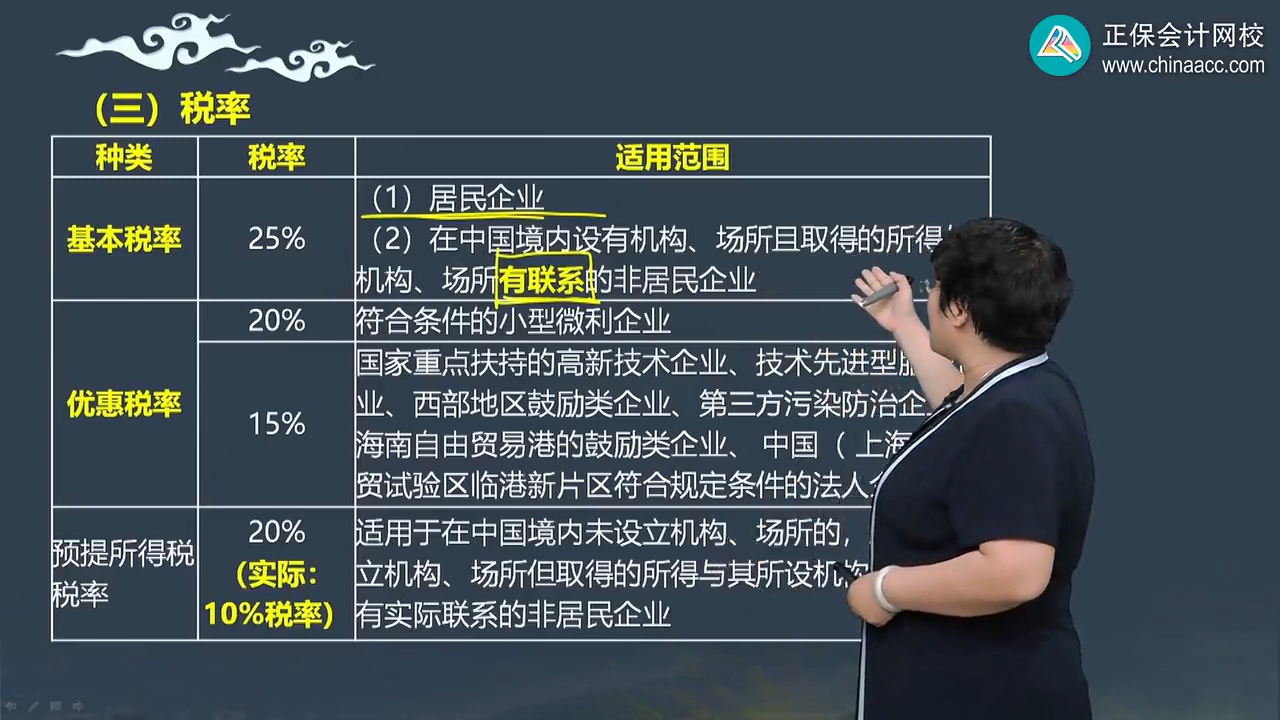 正保会计网校
www.chinaacc.com
（三）税率
种类
税率
适用范围
基本税率
25%
（1）居民企业
（2）在中国境内设有机构、场所且取得的所得
机构、场所有联系的非居民企业
优惠税率
20%
符合条件的小型微利企业
15%
国家重点扶持的高新技术企业、技术先进型服
业、西部地区鼓励类企业、第三方污染防治企
海南自由贸易港的鼓励类企业、 中国（ 上海
贸试验区临港新片区符合规定条件的法人
预提所得税
税率
20%
（实际：
10%税率）
适用于在中国境内未设立机构、场所的，
立机构、场所但取得的所得与其所设机构
有实际联系的非居民企业